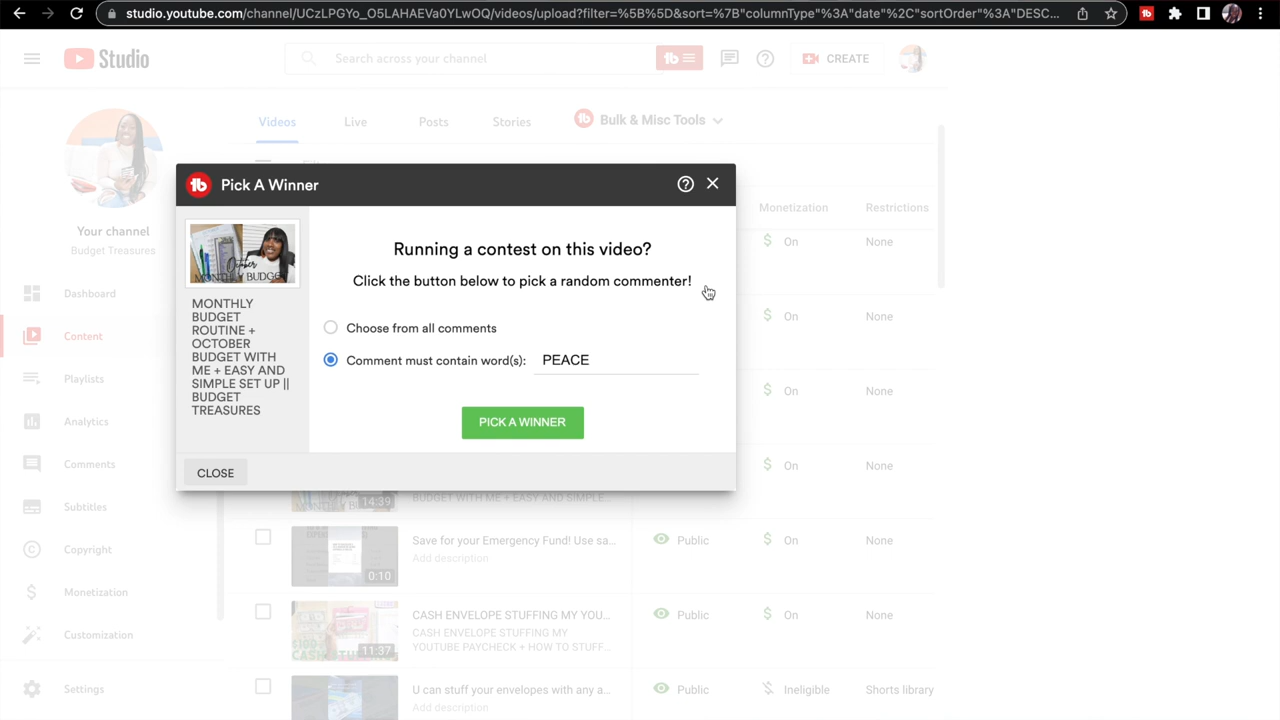 studio.youtube.com/channel/UCzLPGYo_O5LAHAEVa0YLwOQ/videos/upload?filter=%5B%5D&sort=%7B"columnType"%3A"date"%2C"sortOrder"%3A"DESC...
Studio
Search across your channel
CREATE
Videos
Live
Posts
Stories
Bulk & Misc Tools
Pick A Winner
Monetization
Restrictions
Your channel
Budget Treasures
Dashboard
Content
Playlists
Analytics
Comments
Subtitles
Copyright
Monetization
Customization
Settings
October
MONTHLY BUDGET
MONTHLY
BUDGET
ROUTINE +
OCTOBER
BUDGET WITH
ME + EASY AND
SIMPLE SET UP ||
BUDGET
TREASURES
Running a contest on this video?
Click the button below to pick a random commenter!
Choose from all comments
Comment must contain word(s): PEACE
PICK A WINNER
CLOSE
On None
On None
On None
On None
MONTHLY BUDGET
14:39
BUDGET WITH ME + EASY AND SIMPLE...
0:10
Save for your Emergency Fund! Use sa...
Add description
Public On None
11:37
CASH ENVELOPE STUFFING MY YOU...
CASH ENVELOPE STUFFING MY
YOUTUBE PAYCHECK + HOW TO STUFF...
Public On None
U can stuff your envelopes with any a...
Add description
Public Ineligible Shorts library